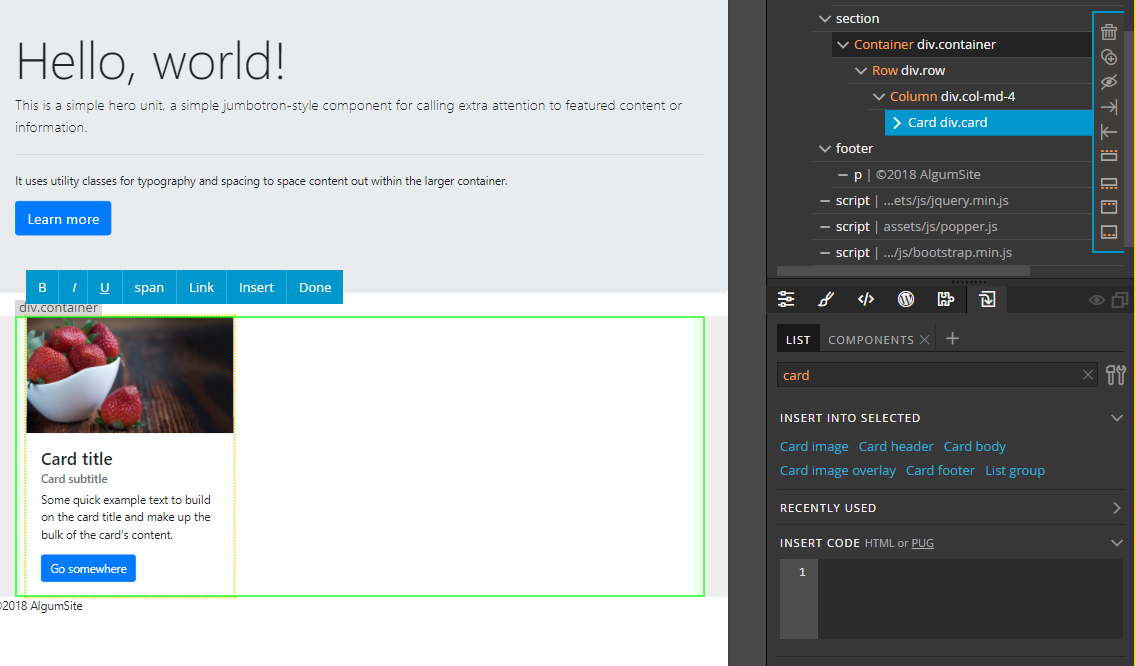 Hello, world!
This is a simple hero unit, a simple jumbotron-style component for calling extra attention to featured content or
information.
It uses utility classes for typography and spacing to space content out within the larger container.
Learn more
B I U span Link Insert Done
div.container
Card title
Card subtitle
Some quick example text to build
on the card title and make up the
bulk of the card's content.
Go somewhere
©2018 AlgumSite
section
Container div.container
Row div.row
Column div.col-md-4
Card div.card
footer
p | ©2018 AlgumSite
script | ...ets/js/jquery.min.js
script | assets/js/popper.js
script | .../js/bootstrap.min.js
LIST COMPONENTS
card
INSERT INTO SELECTED
Card image Card header Card body
Card image overlay Card footer List group
RECENTLY USED
INSERT CODE HTML or PUG
1